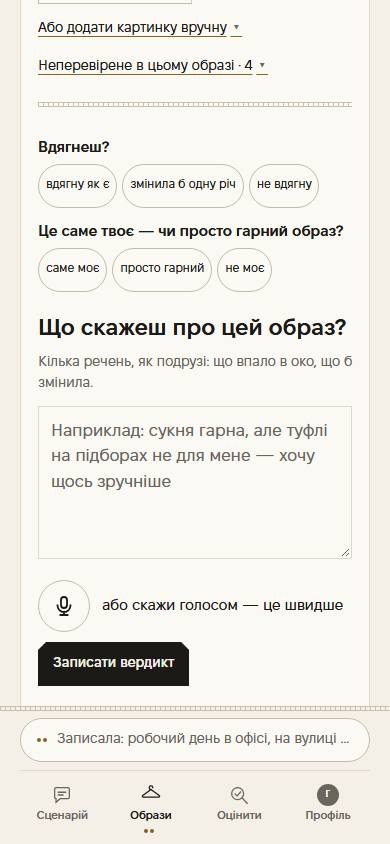 Або додати картинку вручну ▾
Неперевірене в цьому образі · 4 ▾
Вдягнеш?
вдягну як є
змінила б одну річ
не вдягну
Це саме твоє — чи просто гарний образ?
саме моє
просто гарний
не моє
Що скажеш про цей образ?
Кілька речень, як подрузі: що впало в око, що б
змінила.
Наприклад: сукня гарна, але туфлі
на підборах не для мене — хочу
щось зручніше
або скажи голосом — це швидше
Записати вердикт
Записала: робочий день в офісі, на вулиці ...
Сценарій
Образи
Оцінити
Г
Профіль